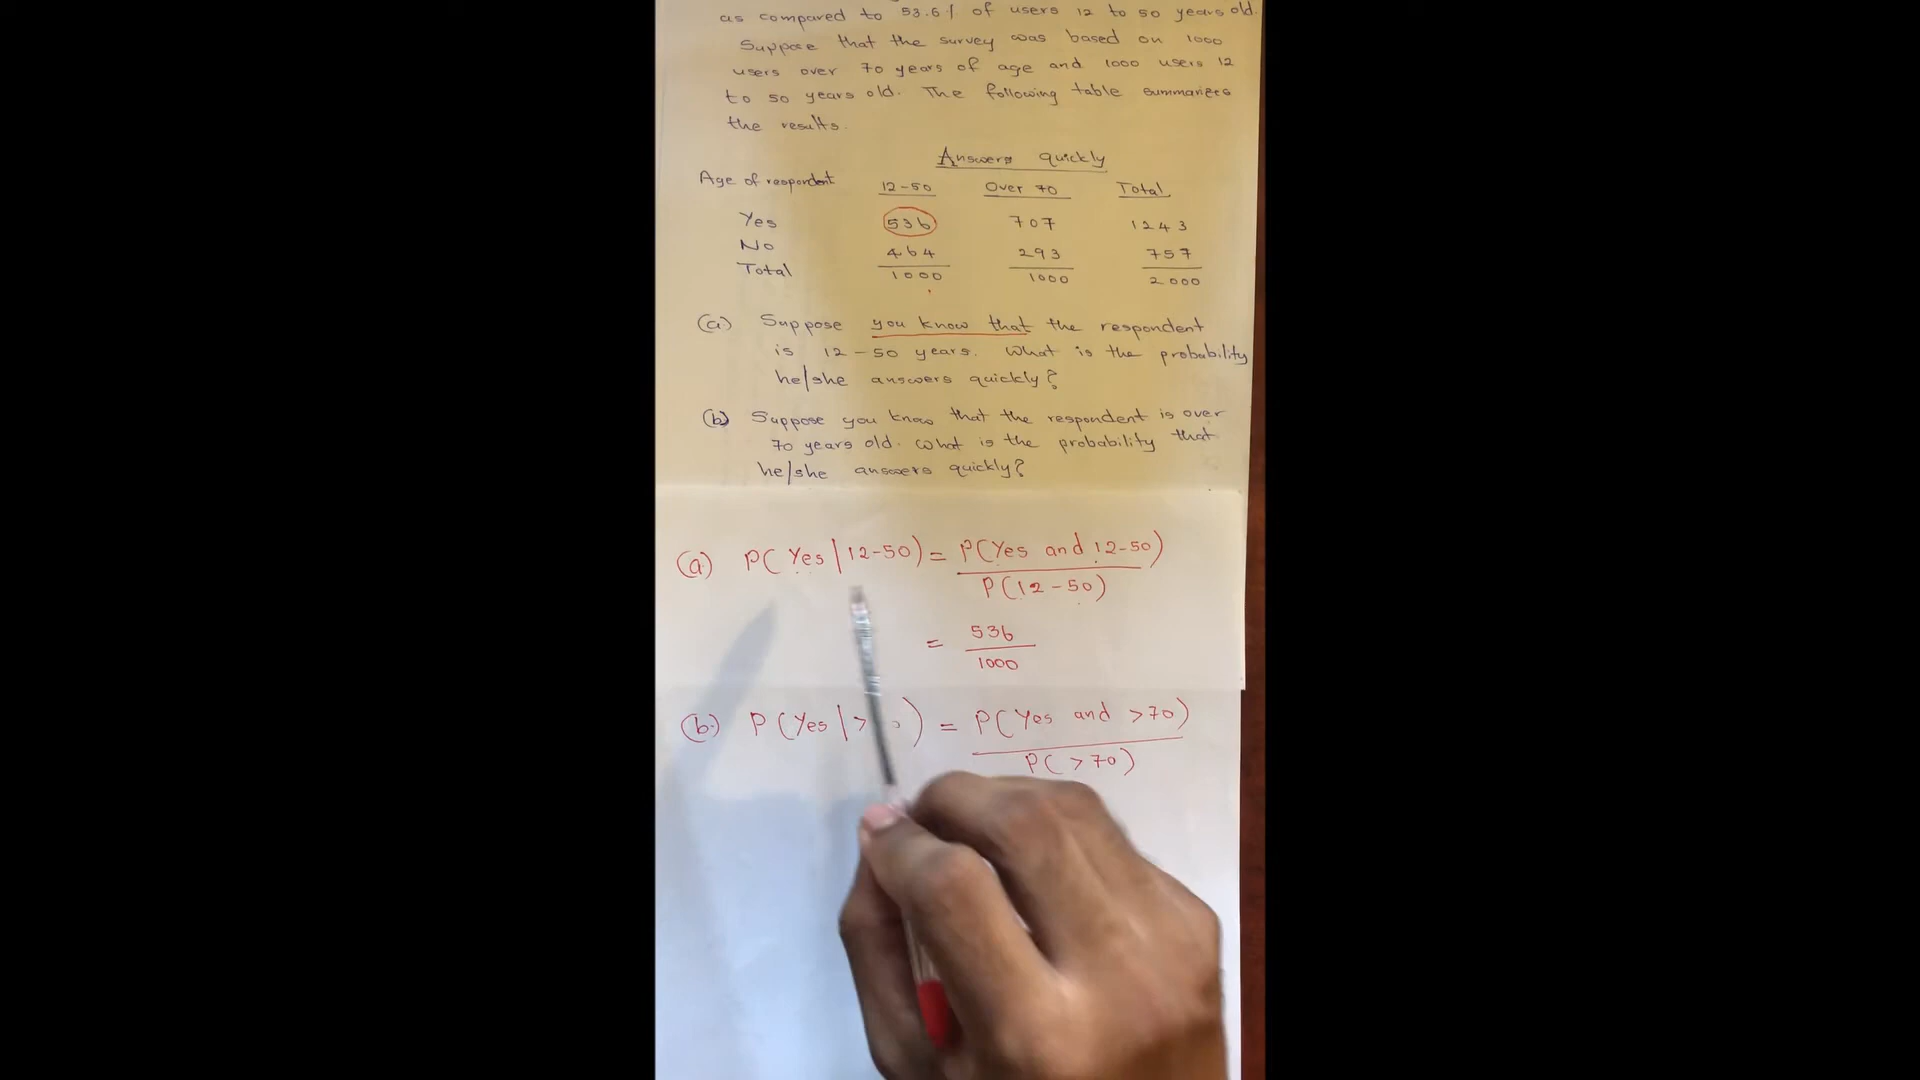 as compared to 53.6% of users 12 to 50 years old.
Suppose that the survey was based on 1000
users over 70 years of age and 1000 users 12
to 50 years old. The following table summarizes
the results.
Answers quickly
Age of respondent 12-50 Over 70 Total
Yes 536 707 1243
No 464 293 757
Total 1000 1000 2000
(a) Suppose you know that the respondent
is 12-50 years. What is the probability
he/she answers quickly?
(b) Suppose you know that the respondent is over
70 years old. What is the probability that
he/she answers quickly?
(a) P(Yes|12-50) = P(Yes and 12-50)
P(12-50)
= 536
1000
(b) P(Yes|> 0) = P(Yes and >70)
P(>70)